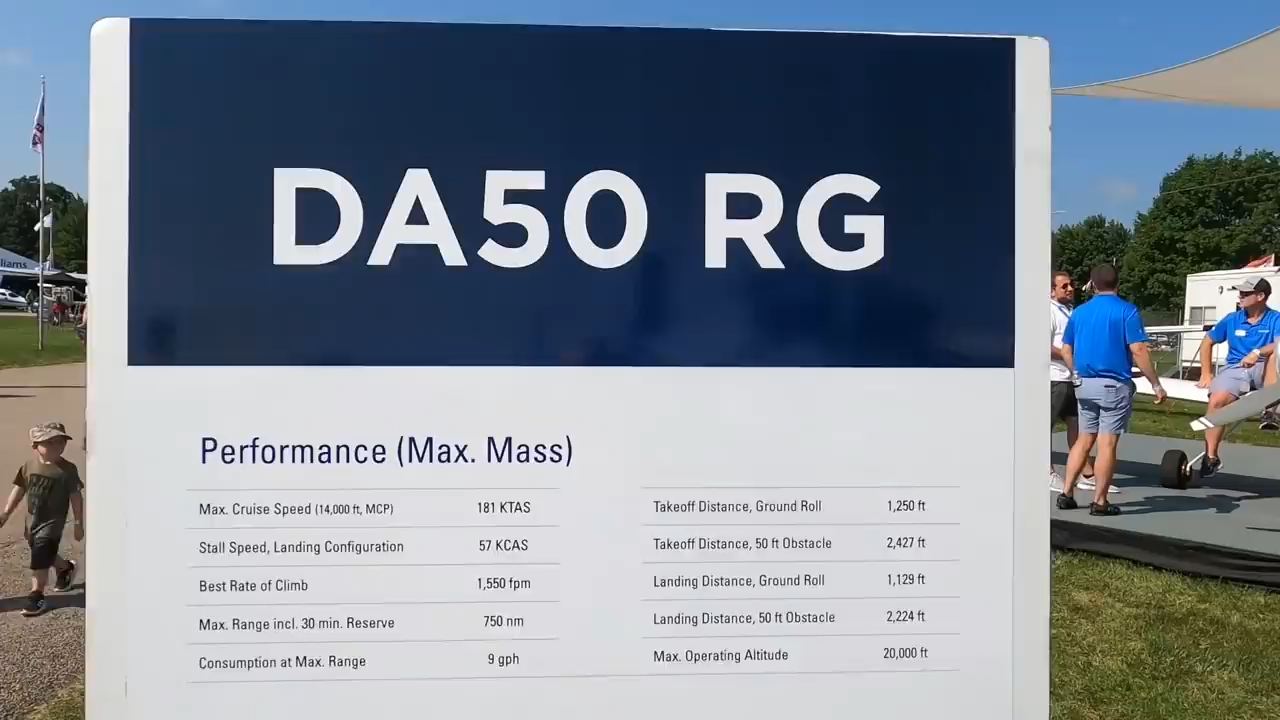 DA50 RG
Performance (Max. Mass)
Max. Cruise Speed (14,000 ft, MCP) 181 KTAS
Stall Speed, Landing Configuration 57 KCAS
Best Rate of Climb 1,550 fpm
Max. Range incl. 30 min. Reserve 750 nm
Consumption at Max. Range 9 gph
Takeoff Distance, Ground Roll 1,250 ft
Takeoff Distance, 50 ft Obstacle 2,427 ft
Landing Distance, Ground Roll 1,129 ft
Landing Distance, 50 ft Obstacle 2,224 ft
Max. Operating Altitude 20,000 ft
liams